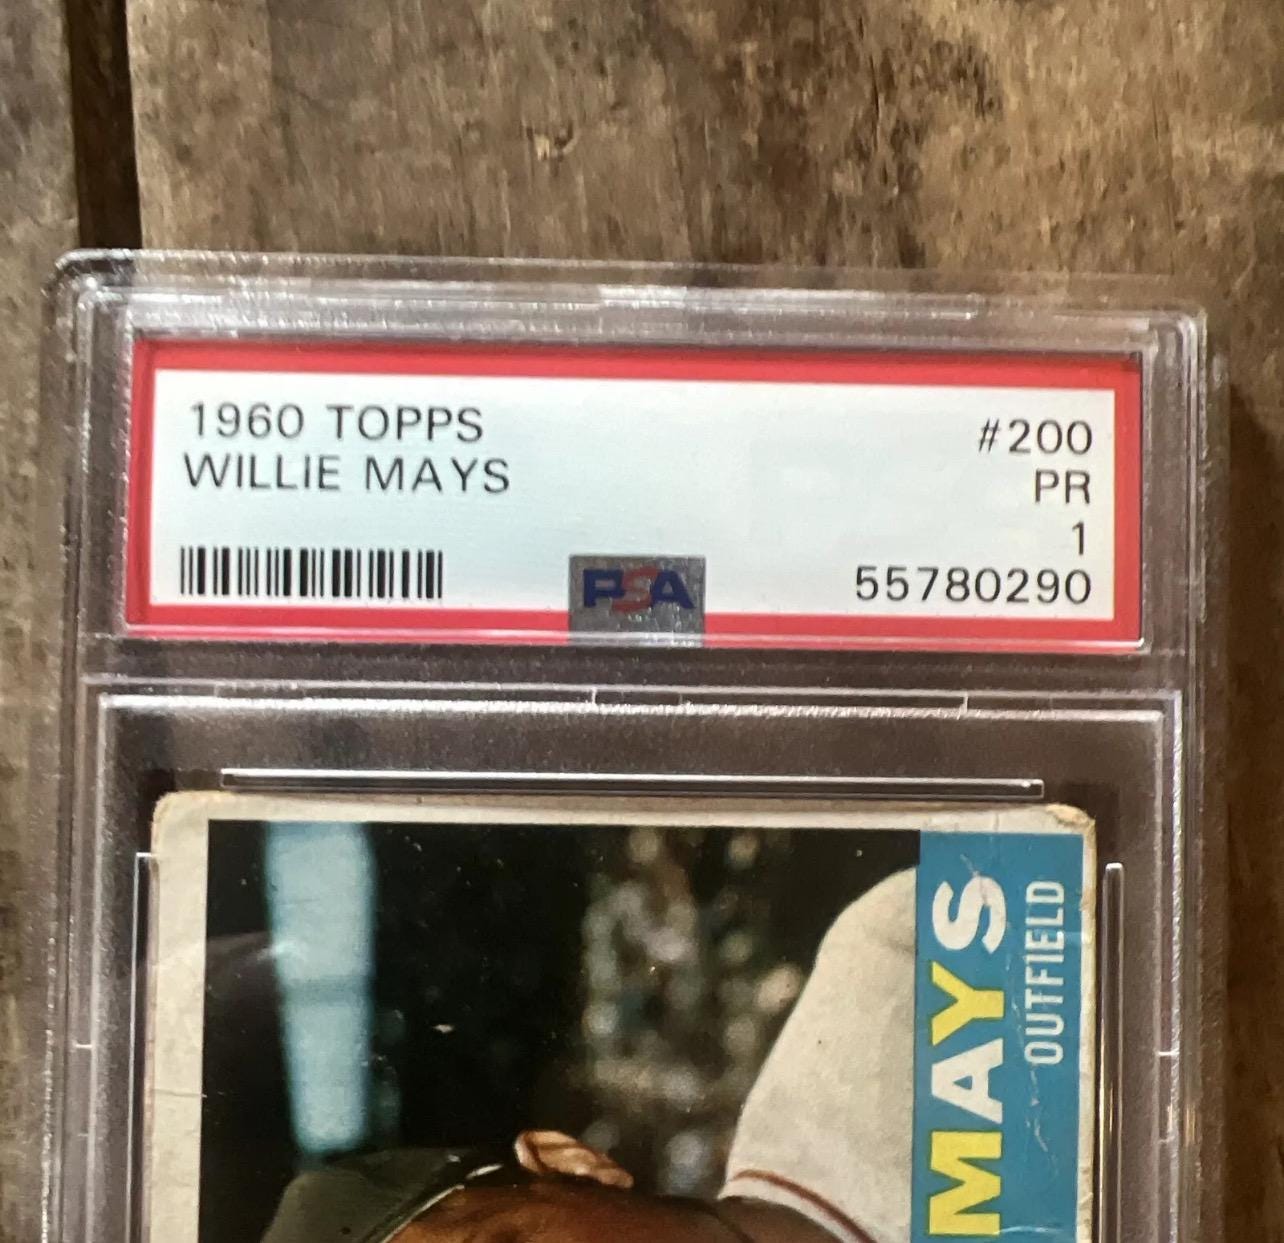 1960 TOPPS
WILLIE MAYS
#200
PR
1
55780290
PSA
MAYS
OUTFIELD